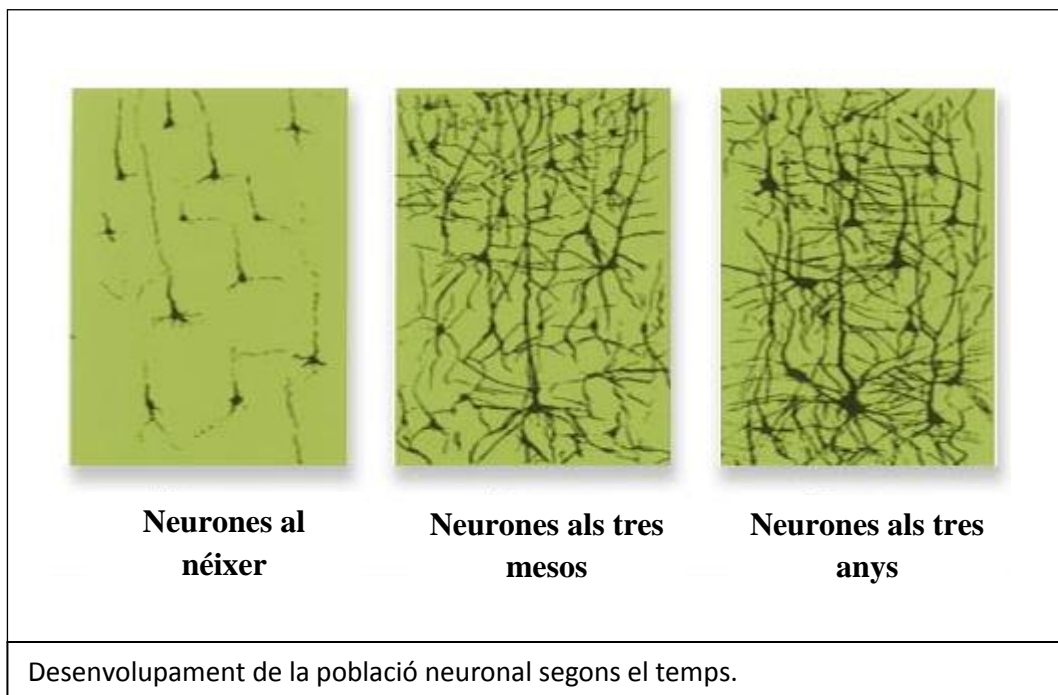 Neurones al
néixer
Neurones als tres
mesos
Neurones als tres
anys
Desenvolupament de la població neuronal segons el temps.